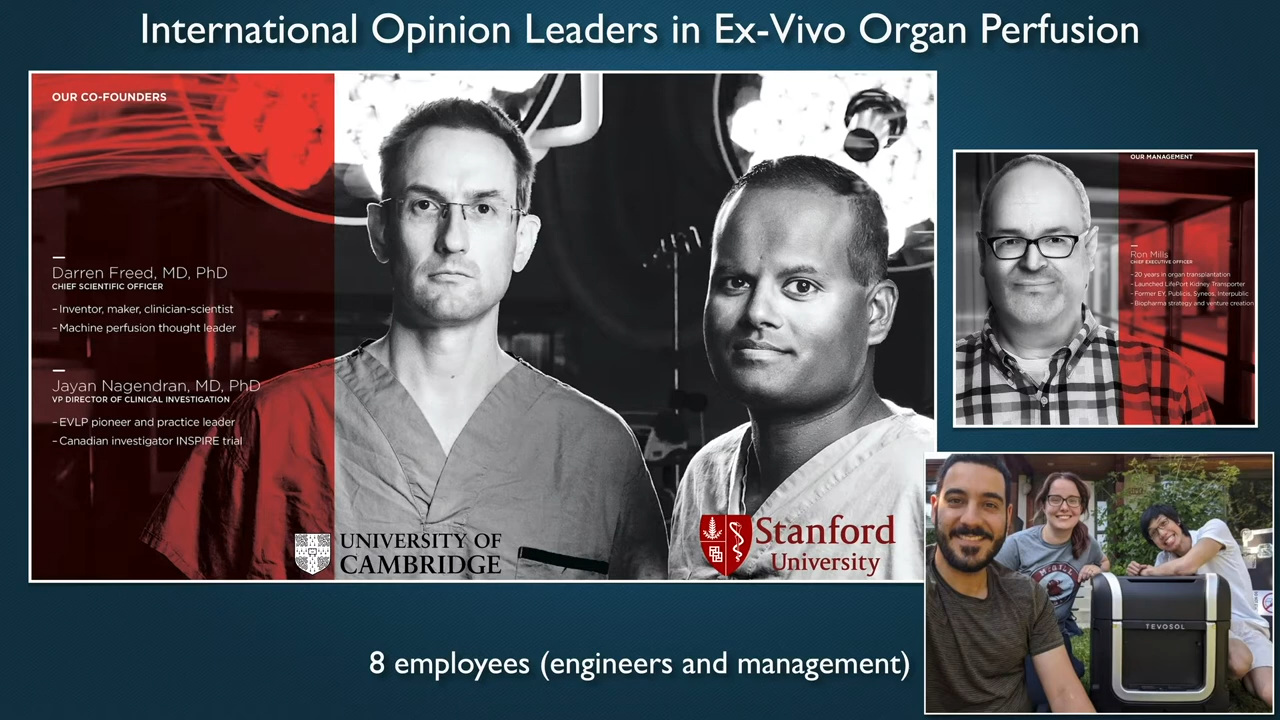 International Opinion Leaders in Ex-Vivo Organ Perfusion
OUR CO-FOUNDERS
Darren Freed, MD, PhD
CHIEF SCIENTIFIC OFFICER
– Inventor, maker, clinician-scientist
– Machine perfusion thought leader
Jayan Nagendran, MD, PhD
VP DIRECTOR OF CLINICAL INVESTIGATION
– EVLP pioneer and practice leader
– Canadian investigator INSPIRE trial
UNIVERSITY OF
CAMBRIDGE
Stanford
University
OUR MANAGEMENT
Ron Mills
CHIEF EXECUTIVE OFFICER
– 20 years in organ transplantation
– Launched LifePort Kidney Transporter
– Former EY, Publicis, Syneos, Interpublic
– Biopharma strategy and venture creation
McGILL
TEVOSOL
8 employees (engineers and management)